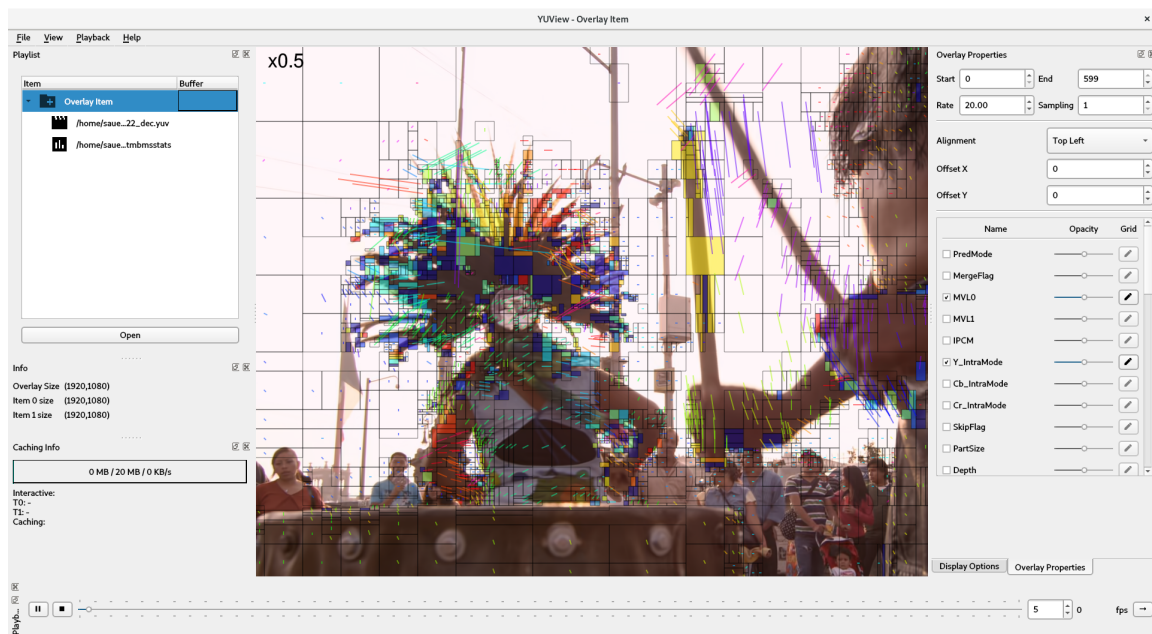 YUView - Overlay Item
×
File View Playback Help
Playlist
Item Buffer
Overlay Item
/home/saue...22_dec.yuv
/home/saue...tmbmsstats
Open
Info
Overlay Size (1920,1080)
Item 0 size (1920,1080)
Item 1 size (1920,1080)
Caching Info
0 MB / 20 MB / 0 KB/s
Interactive:
T0: -
T1: -
Caching:
x0.5
Overlay Properties
Start 0 End 599
Rate 20.00 Sampling 1
Alignment Top Left
Offset X 0
Offset Y 0
Name Opacity Grid
PredMode
MergeFlag
MVL0
MVL1
IPCM
Y_IntraMode
Cb_IntraMode
Cr_IntraMode
SkipFlag
PartSize
Depth
Display Options Overlay Properties
Playb...
5 0 fps →